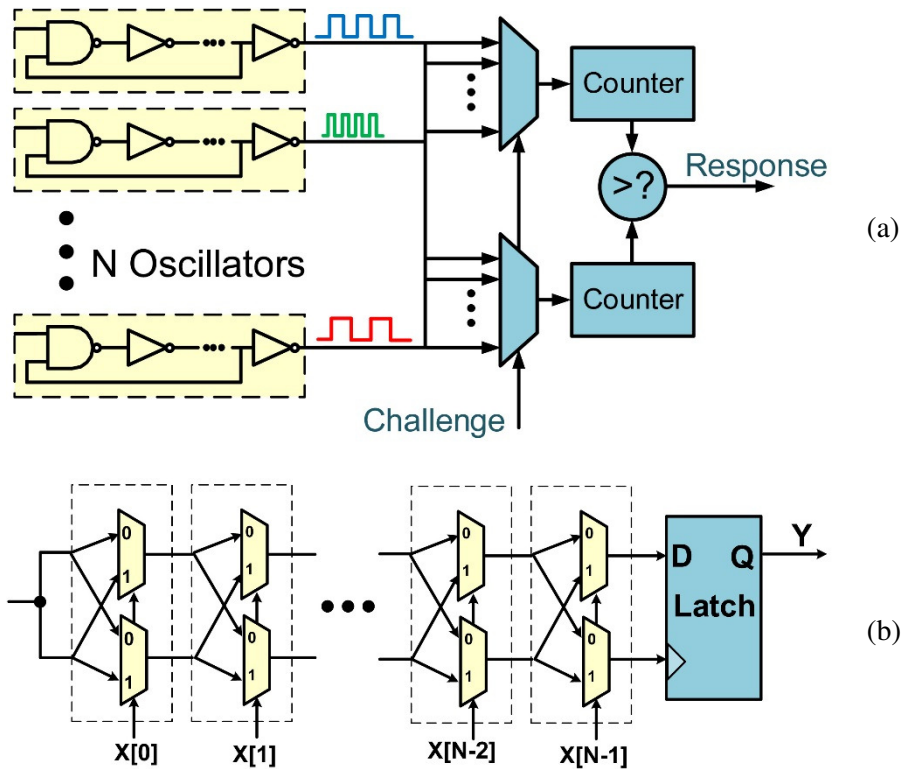 Counter
>?
Response
(a)
N Oscillators
Counter
Challenge
0
0
0
0
1
1
1
1
D Q
Y
Latch
(b)
0
0
0
0
1
1
1
1
X[0]
X[1]
X[N-2]
X[N-1]